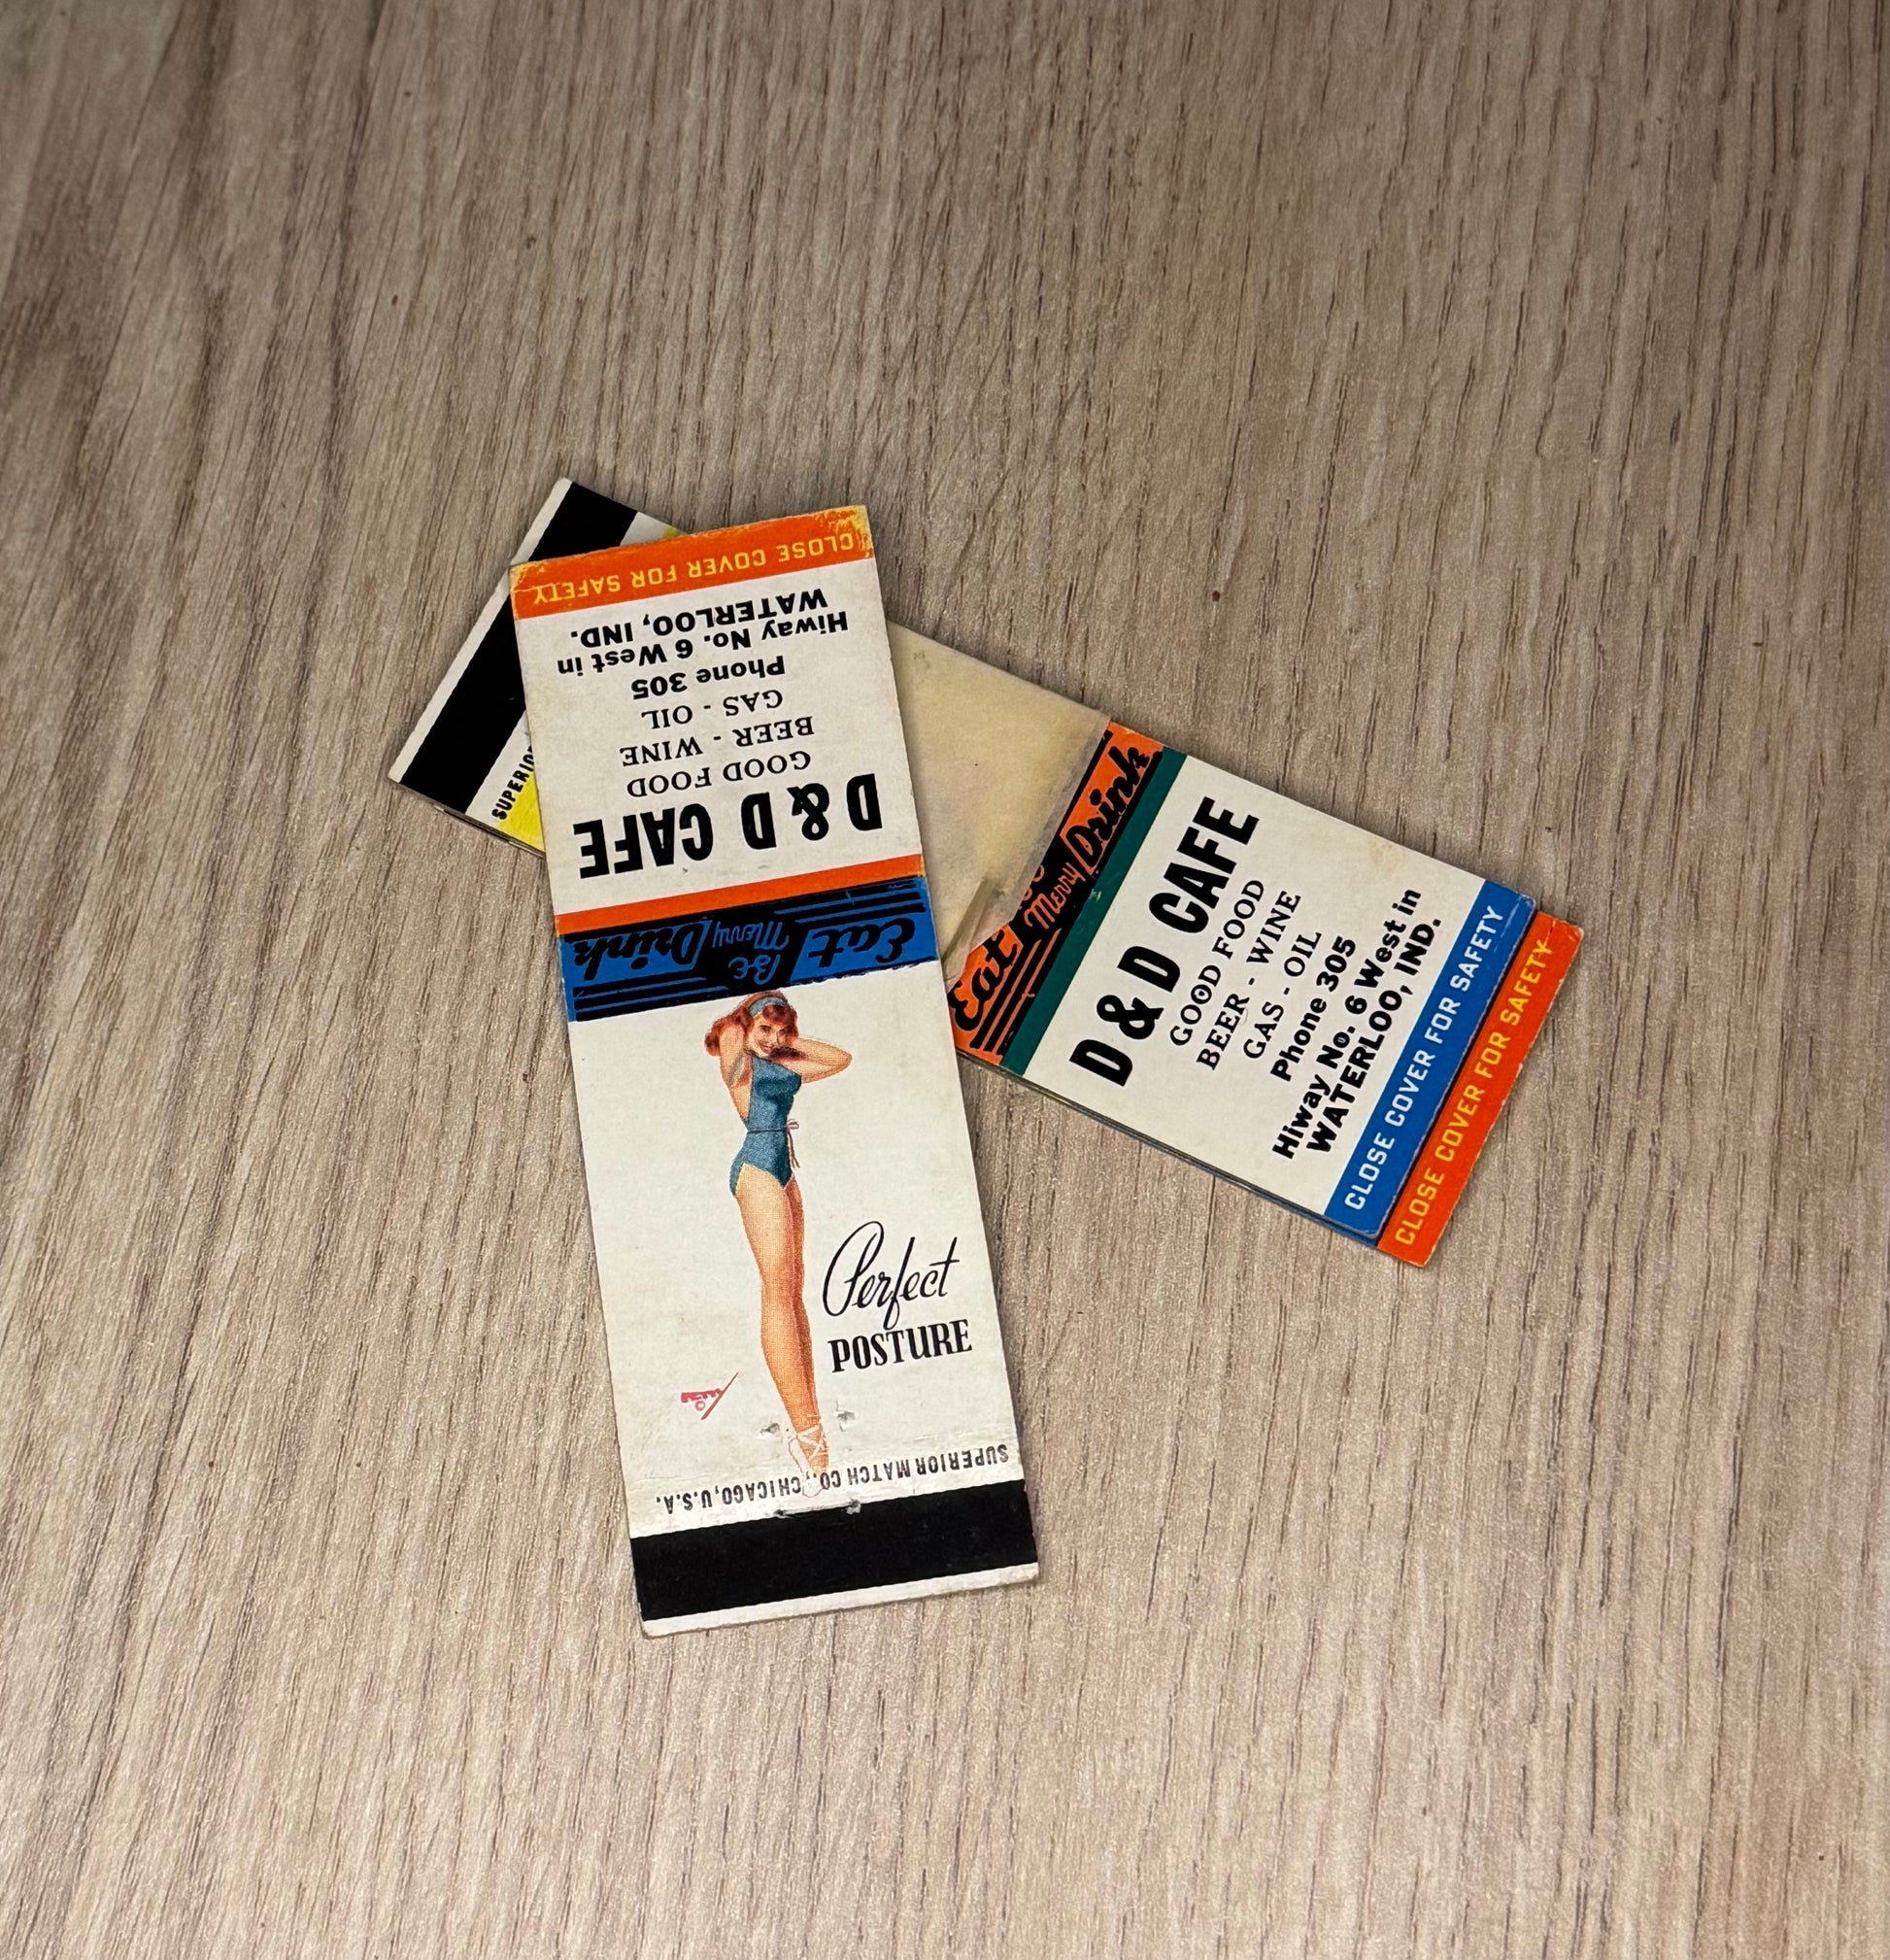 CLOSE COVER FOR SAFETY
Hiway No. 6 West in
WATERLOO, IND.
Phone 305
GAS - OIL
BEER - WINE
GOOD FOOD
D & D CAFE
Eat Be Merry Drink
Perfect
POSTURE
SUPERIOR MATCH CO., CHICAGO, U.S.A.
Eat Merry Drink
D & D CAFE
GOOD FOOD
BEER - WINE
GAS - OIL
Phone 305
Hiway No. 6 West in
WATERLOO, IND.
CLOSE COVER FOR SAFETY
CLOSE COVER FOR SAFETY